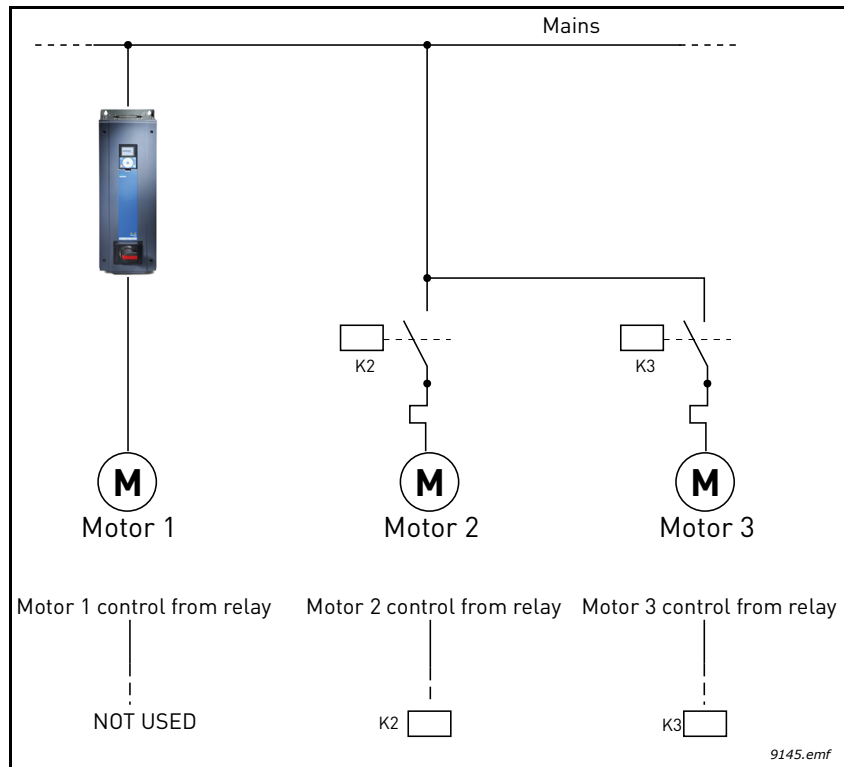 Mains
K2
K3
M
M
M
Motor 1
Motor 2
Motor 3
Motor 1 control from relay
Motor 2 control from relay
Motor 3 control from relay
NOT USED
K2
K3
9145.emf